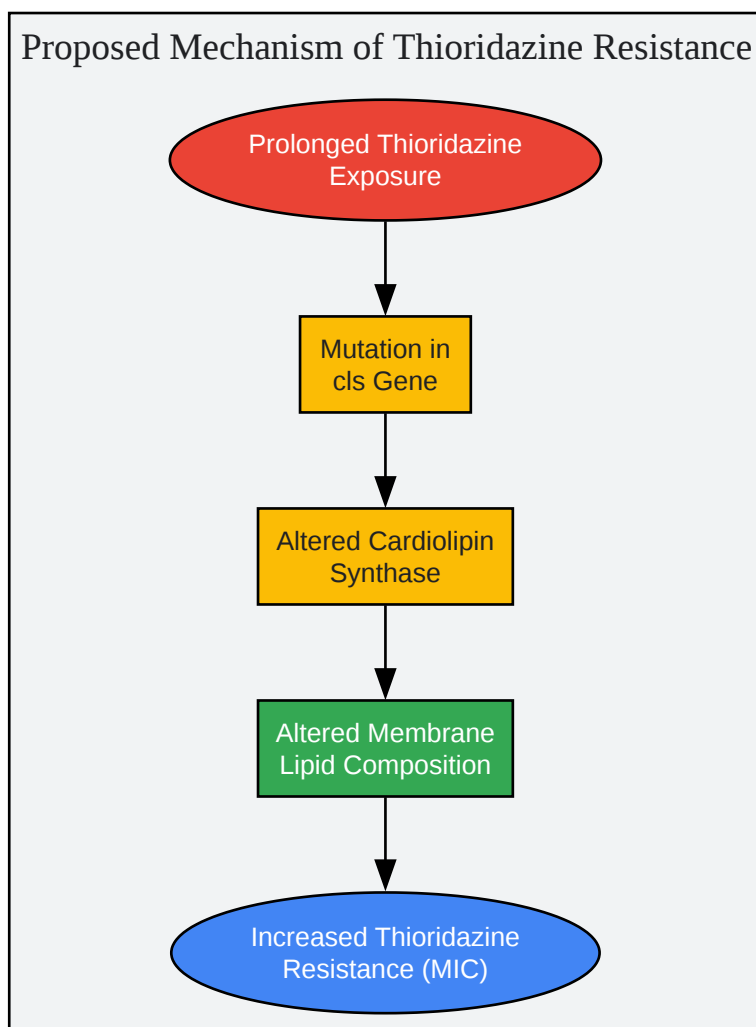 Proposed Mechanism of Thioridazine Resistance
Prolonged Thioridazine
Exposure
Mutation in
cls Gene
Altered Cardiolipin
Synthase
Altered Membrane
Lipid Composition
Increased Thioridazine
Resistance (MIC)